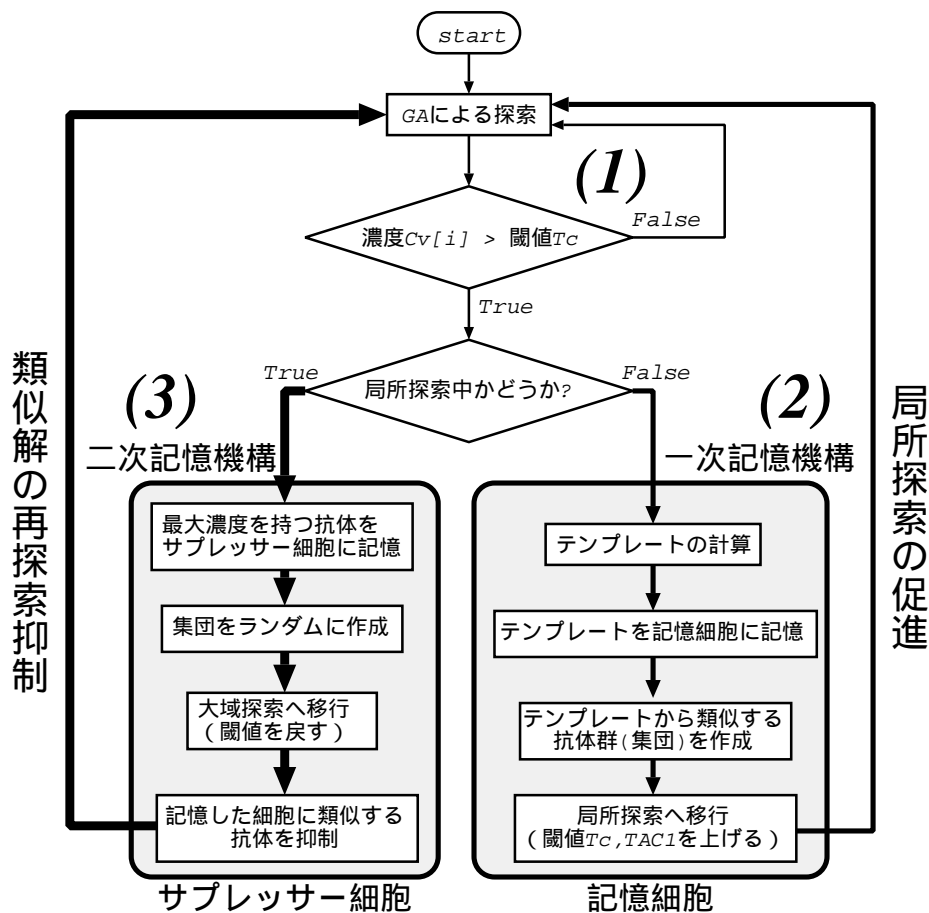 start
GAによる探索
(1)
False
濃度Cv[i] > 閾値Tc
True
True
局所探索中かどうか?
False
(3)
(2)
二次記憶機構
一次記憶機構
類似解の再探索抑制
最大濃度を持つ抗体を
サプレッサー細胞に記憶
集団をランダムに作成
大域探索へ移行
(閾値を戻す)
記憶した細胞に類似する
抗体を抑制
サプレッサー細胞
テンプレートの計算
テンプレートを記憶細胞に記憶
テンプレートから類似する
抗体群(集団)を作成
局所探索へ移行
(閾値Tc,TAC1を上げる)
記憶細胞
局所探索の促進